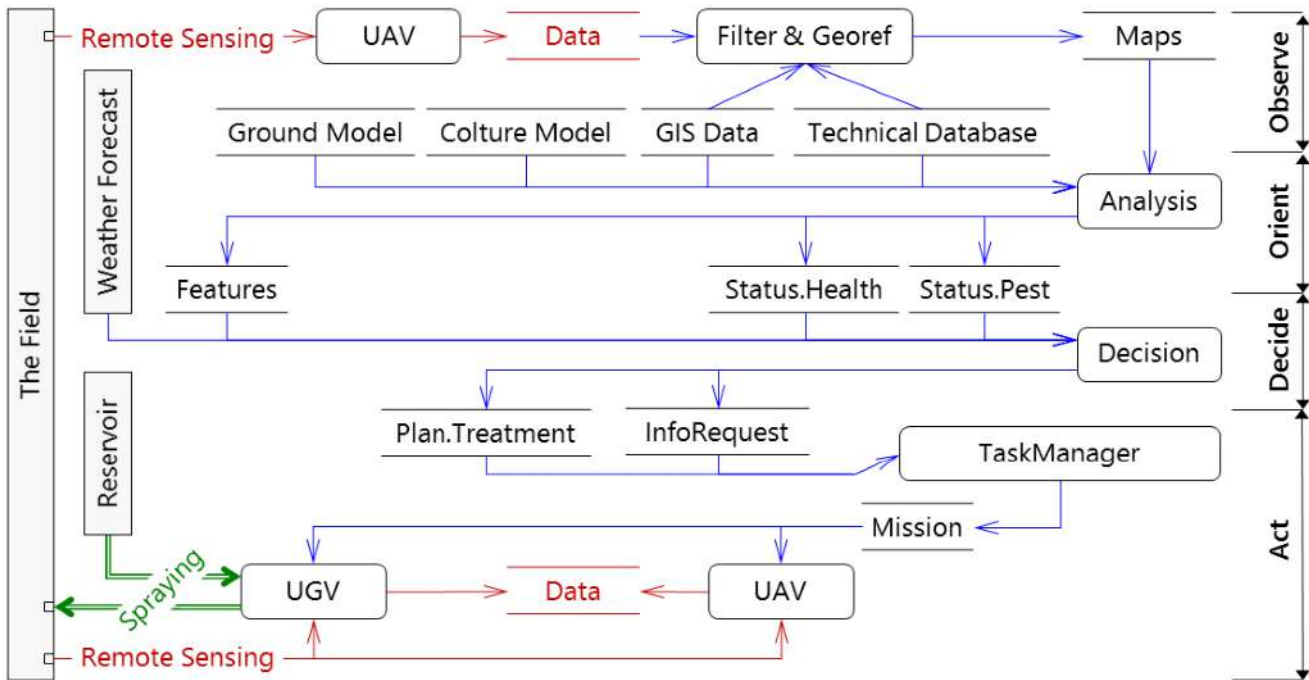 Remote Sensing
UAV
Data
Filter & Georef
Maps
Observe
Ground Model
Colture Model
GIS Data
Technical Database
Weather Forecast
Analysis
Orient
Features
Status.Health
Status.Pest
The Field
Decision
Decide
Reservoir
Plan.Treatment
InfoRequest
TaskManager
Mission
Act
Spraying
UGV
Data
UAV
Remote Sensing